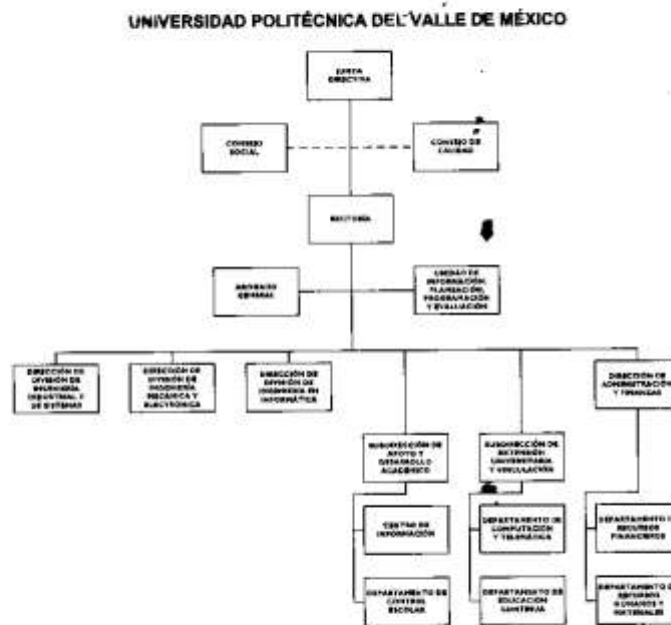 UNIVERSIDAD POLITÉCNICA DEL VALLE DE MÉXICO
JUNTA
DIRECTIVA
CONSEJO
SOCIAL
CONSEJO DE
CALIDAD
RECTORÍA
ABOGADO
GENERAL
UNIDAD DE
INFORMACIÓN,
PLANEACIÓN,
PROGRAMACIÓN
Y EVALUACIÓN
DIRECCIÓN DE
DIVISIÓN DE
INGENIERÍA
INDUSTRIAL Y
DE SISTEMAS
DIRECCIÓN DE
DIVISIÓN DE
INGENIERÍA
MECÁNICA Y
ELECTRÓNICA
DIRECCIÓN DE
DIVISIÓN DE
INGENIERÍA EN
INFORMÁTICA
DIRECCIÓN DE
ADMINISTRACIÓN
Y FINANZAS
SUBDIRECCIÓN DE
APOYO Y
DESARROLLO
ACADÉMICO
SUBDIRECCIÓN DE
EXTENSIÓN
UNIVERSITARIA
Y VINCULACIÓN
CENTRO DE
INFORMACIÓN
DEPARTAMENTO DE
COMPUTACIÓN
Y TELEMÁTICA
DEPARTAMENTO DE
RECURSOS
FINANCIEROS
DEPARTAMENTO DE
CONTROL
ESCOLAR
DEPARTAMENTO DE
EDUCACIÓN
CONTINUA
DEPARTAMENTO DE
RECURSOS
HUMANOS Y
MATERIALES